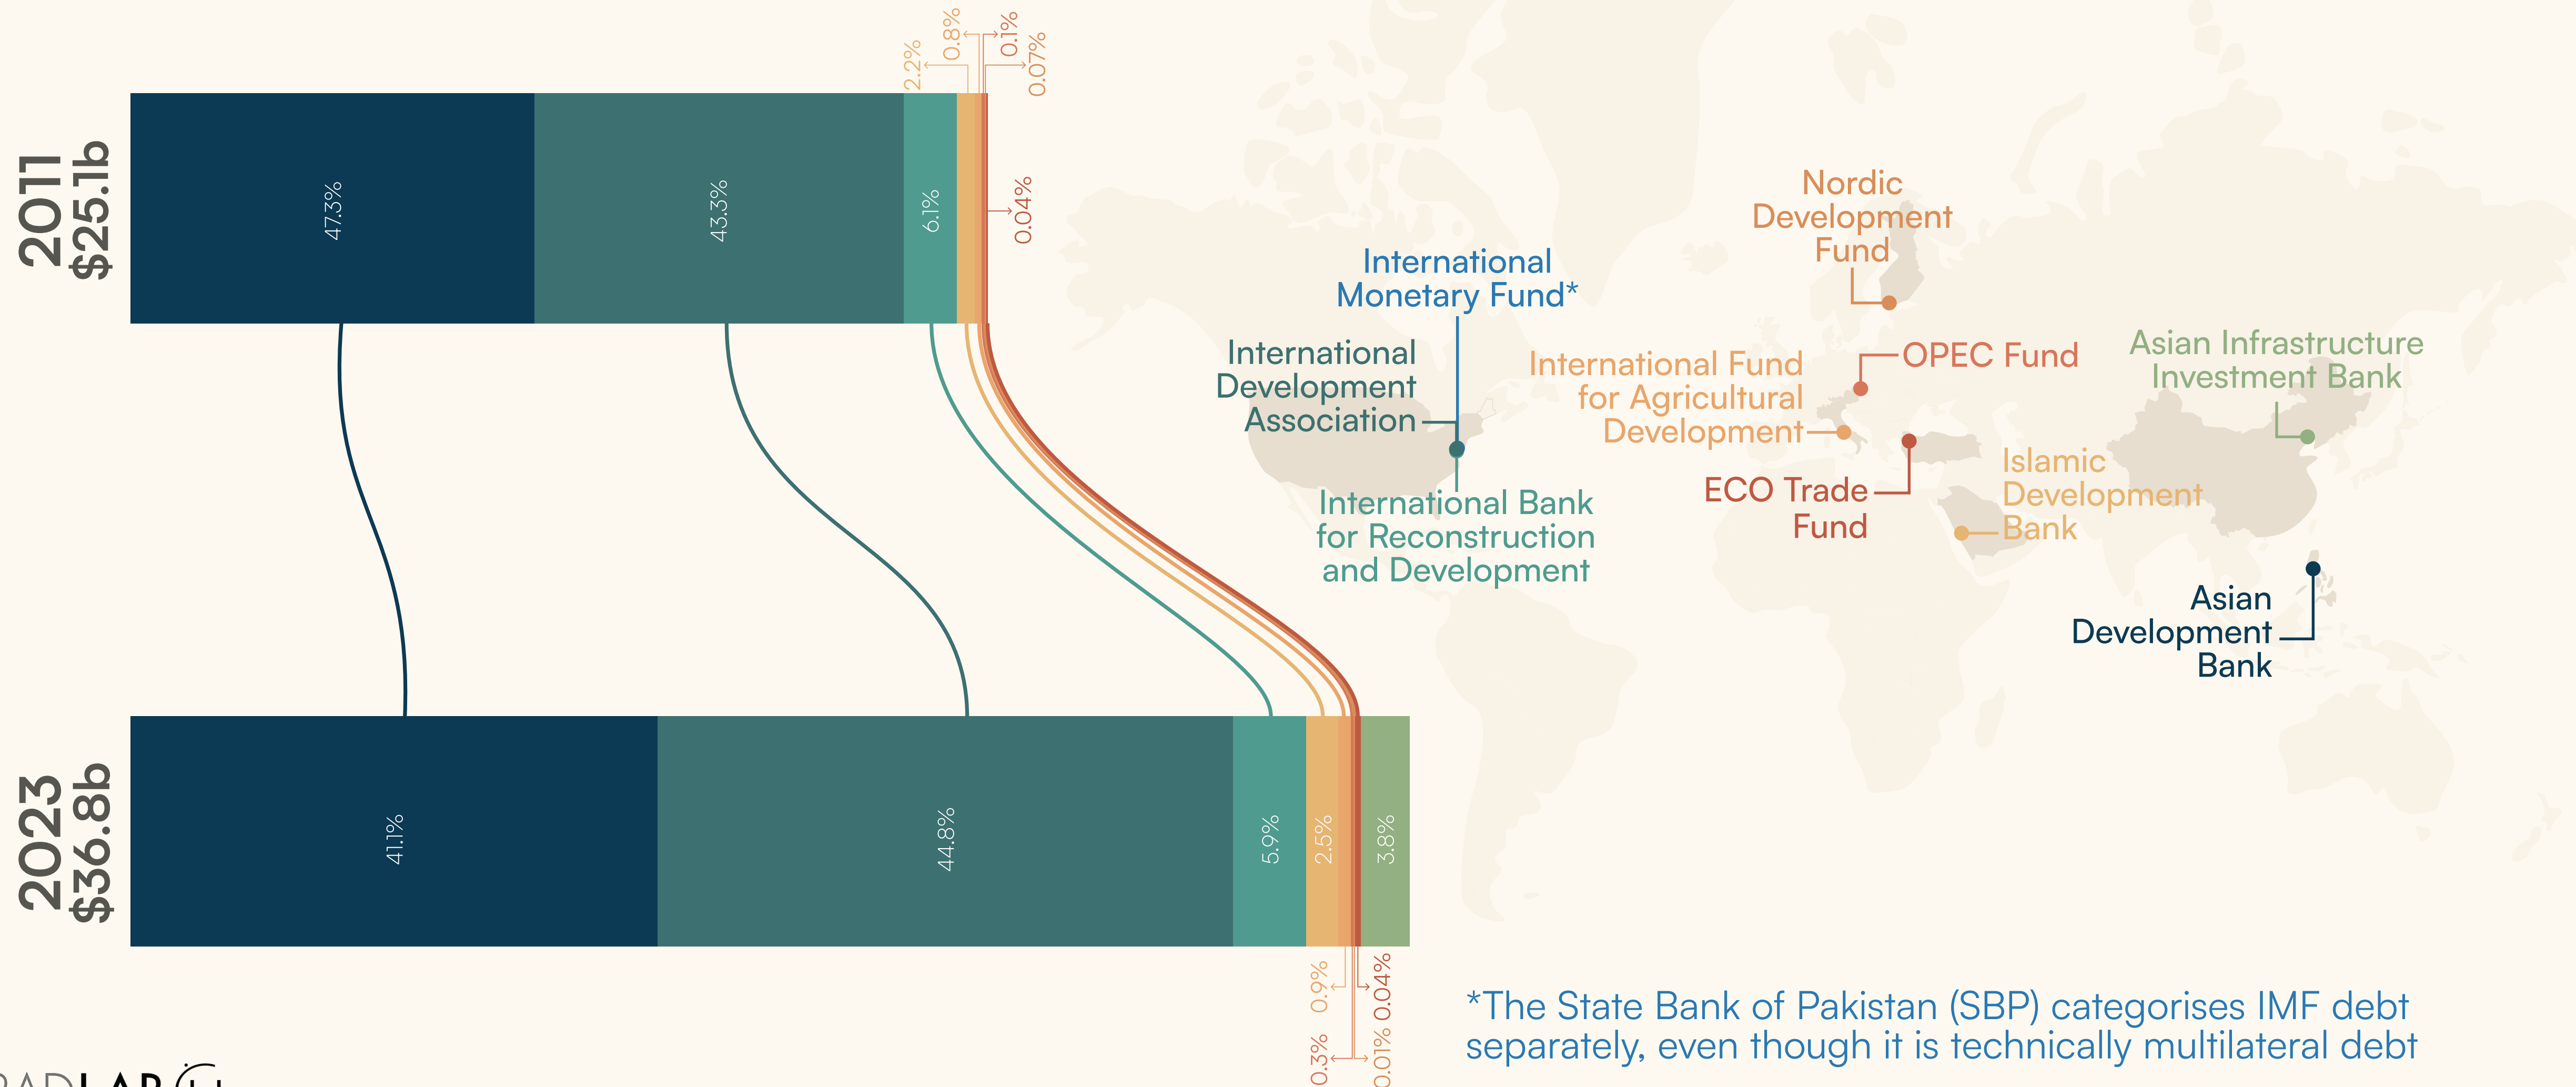 2011
$25.1b
47.3%
43.3%
6.1%
2.2%
0.8%
0.1%
0.07%
0.04%
2023
$36.8b
41.1%
44.8%
5.9%
2.5%
3.8%
0.9%
0.04%
0.3%
0.01%
International
Monetary Fund*
International
Development
Association
International Bank
for Reconstruction
and Development
Nordic
Development
Fund
OPEC Fund
International Fund
for Agricultural
Development
ECO Trade
Fund
Islamic
Development
Bank
Asian Infrastructure
Investment Bank
Asian
Development
Bank
*The State Bank of Pakistan (SBP) categorises IMF debt
separately, even though it is technically multilateral debt